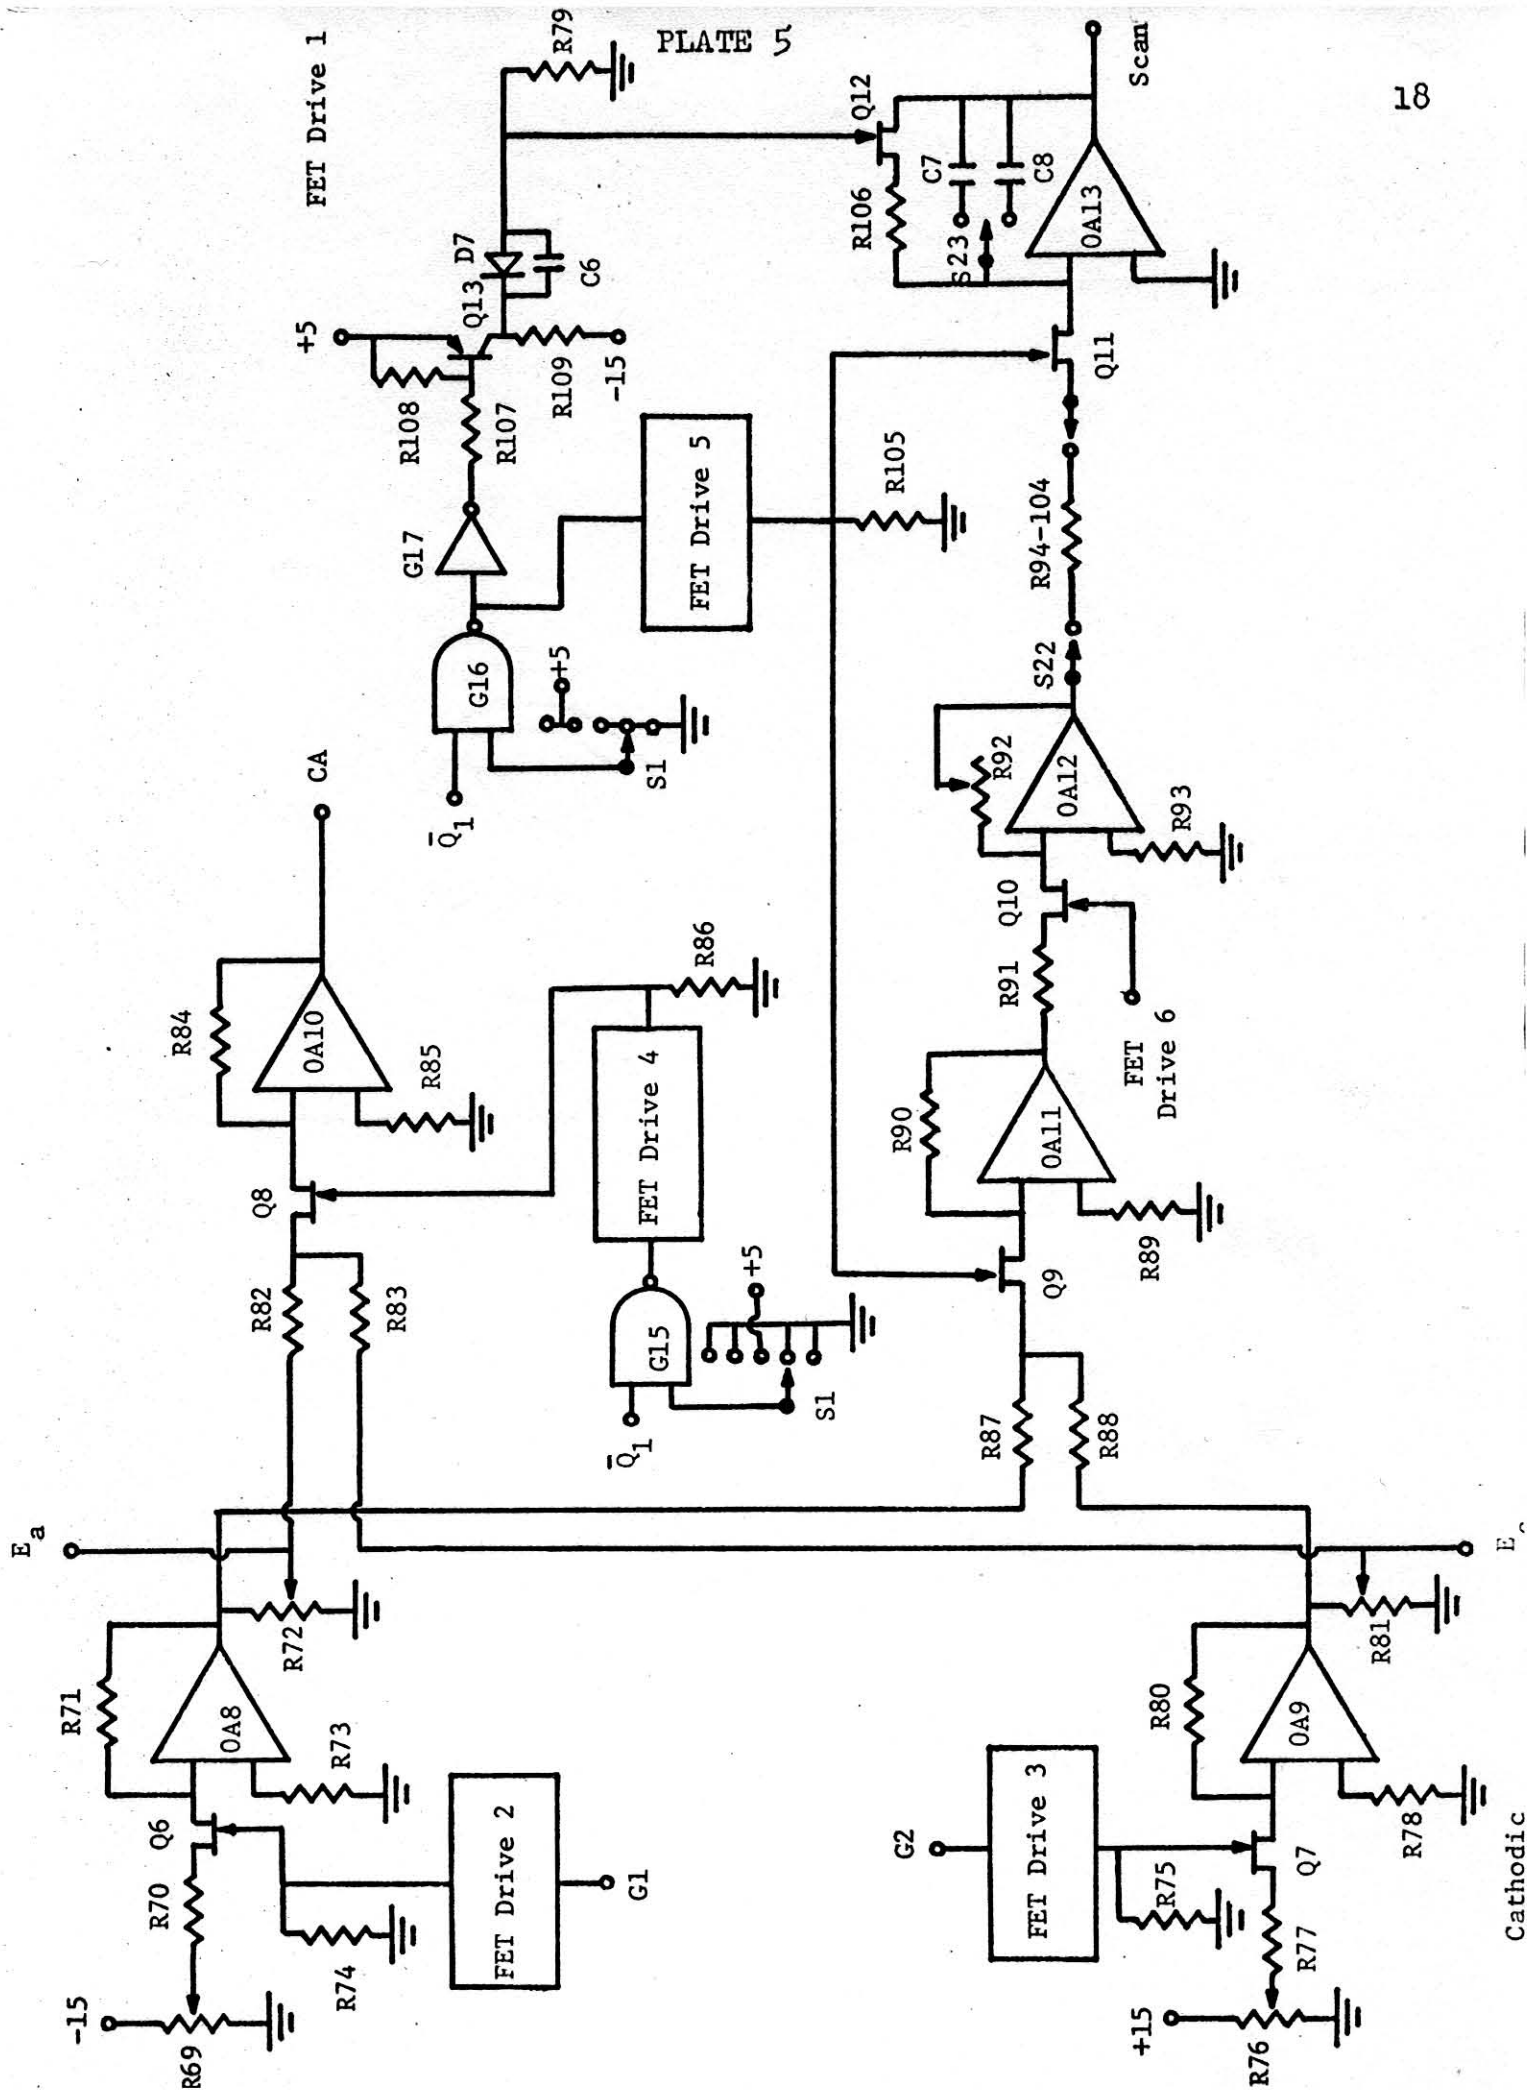 PLATE 5
18
FET Drive 1
R79
+5
Q13
D7
C6
R108
R107
R109
-15
G17
G16
+5
S1
Q̄1
FET Drive 5
R105
Q12
R106
C7
C8
S23
OA13
Scan
Q11
R94-104
S22
R92
OA12
R93
Q10
R91
FET
Drive 6
R90
OA11
R89
Q9
R87
R88
CA
R84
OA10
R85
R86
Q8
R82
R83
FET Drive 4
G15
+5
S1
Q̄1
Ea
R71
OA8
R72
R73
Q6
R70
-15
R69
R74
FET Drive 2
G1
G2
FET Drive 3
R75
Q7
R77
+15
R76
R80
OA9
R78
R81
E
Cathodic